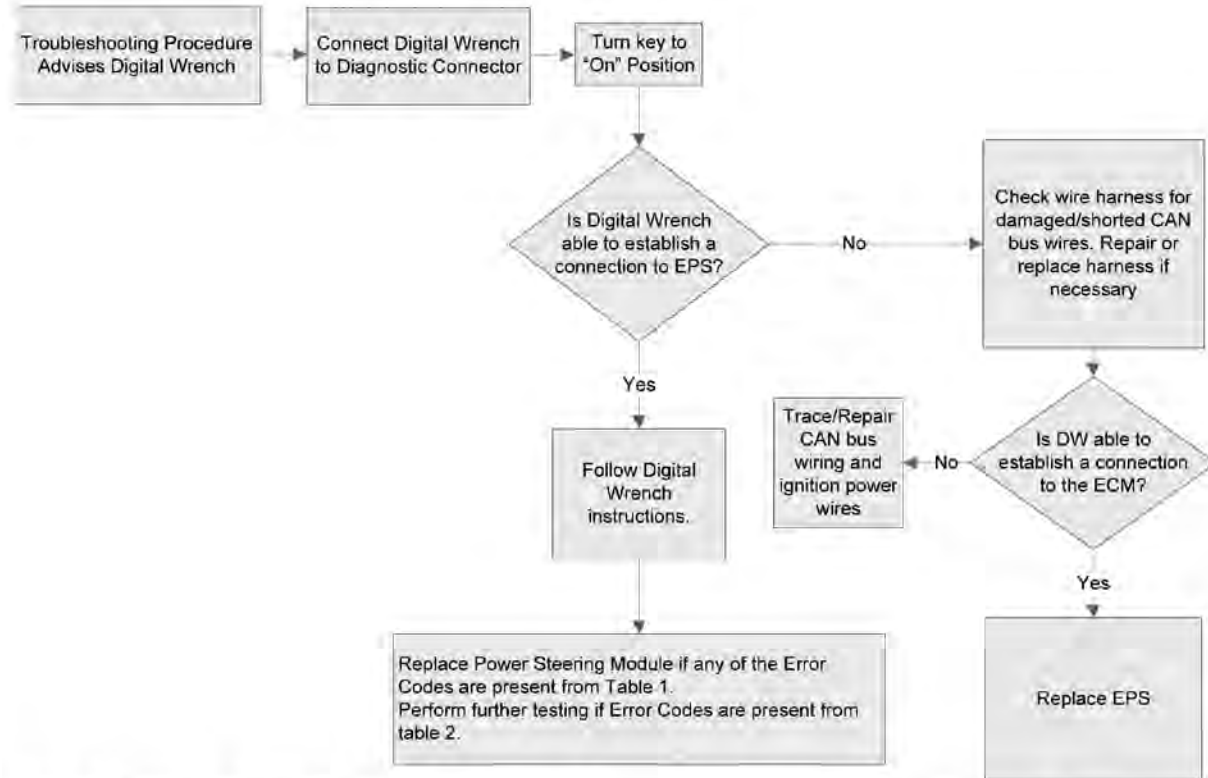 Troubleshooting Procedure
Advises Digital Wrench
Connect Digital Wrench
to Diagnostic Connector
Turn key to
“On” Position
Is Digital Wrench
able to establish a
connection to EPS?
No
Check wire harness for
damaged/shorted CAN
bus wires. Repair or
replace harness if
necessary
Yes
Is DW able to
establish a connection
to the ECM?
No
Trace/Repair
CAN bus
wiring and
ignition power
wires
Follow Digital
Wrench
instructions.
Yes
Replace Power Steering Module if any of the Error
Codes are present from Table 1.
Perform further testing if Error Codes are present from
table 2.
Replace EPS